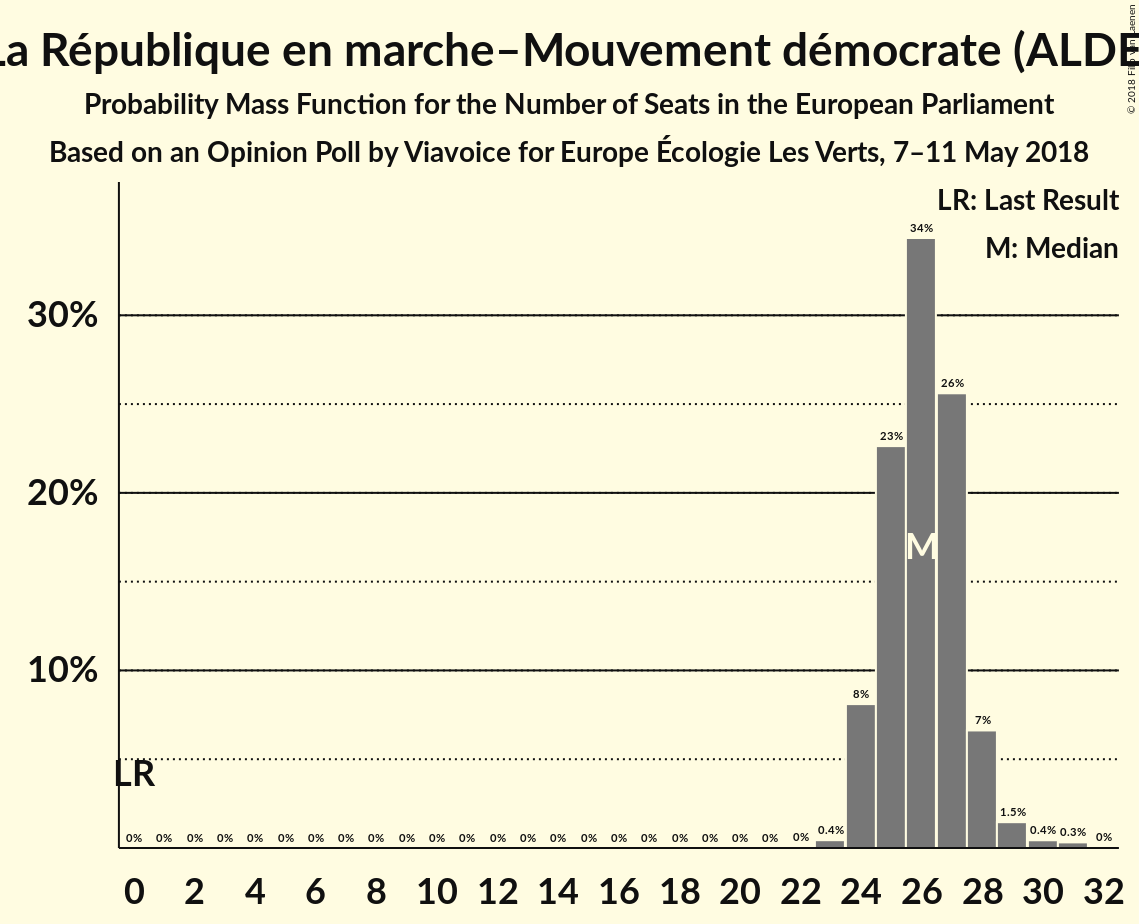 La République en marche–Mouvement démocrate (ALDE
Probability Mass Function for the Number of Seats in the European Parliament
Based on an Opinion Poll by Viavoice for Europe Écologie Les Verts, 7–11 May 2018
© 2018
LR: Last Result
M: Median
34%
30%
26%
23%
20%
M
10%
8%
7%
LR
1.5%
0% 0% 0% 0% 0% 0% 0% 0% 0% 0% 0% 0% 0% 0% 0% 0% 0% 0% 0% 0% 0% 0% 0% 0.4% 0.4% 0.3% 0%
0 2 4 6 8 10 12 14 16 18 20 22 24 26 28 30 32